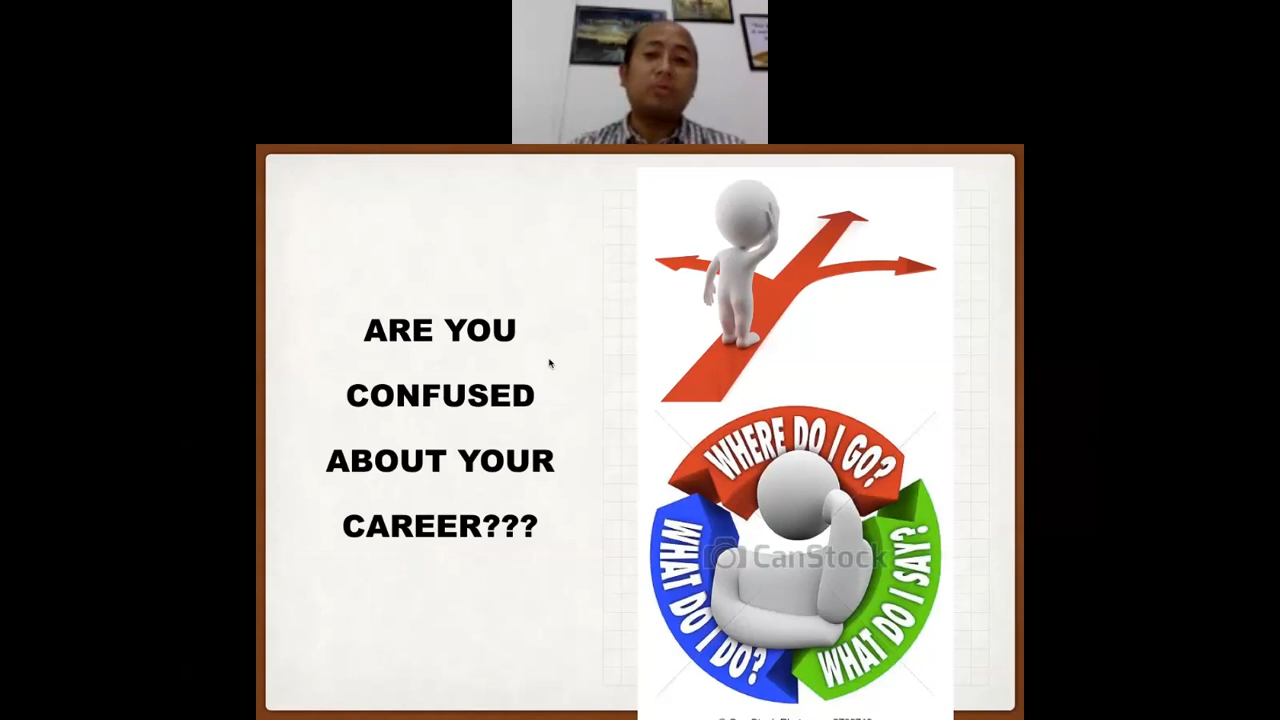 ARE YOU
CONFUSED
ABOUT YOUR
CAREER???
WHERE DO I GO?
WHAT DO I SAY?
WHAT DO I DO?
CanStock